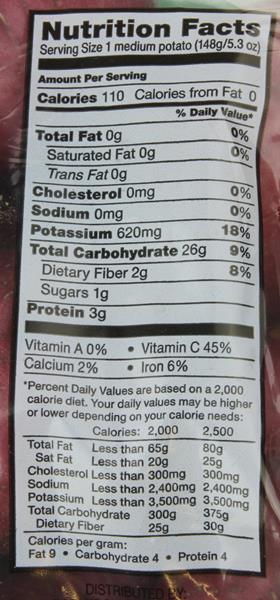 Nutrition Facts
Serving Size 1 medium potato (148g/5.3 oz)
Amount Per Serving
Calories 110 Calories from Fat 0
% Daily Value*
Total Fat 0g 0%
Saturated Fat 0g 0%
Trans Fat 0g
Cholesterol 0mg 0%
Sodium 0mg 0%
Potassium 620mg 18%
Total Carbohydrate 26g 9%
Dietary Fiber 2g 8%
Sugars 1g
Protein 3g
Vitamin A 0% • Vitamin C 45%
Calcium 2% • Iron 6%
*Percent Daily Values are based on a 2,000
calorie diet. Your daily values may be higher
or lower depending on your calorie needs:
Calories: 2,000 2,500
Total Fat Less than 65g 80g
Sat Fat Less than 20g 25g
Cholesterol Less than 300mg 300mg
Sodium Less than 2,400mg 2,400mg
Potassium Less than 3,500mg 3,500mg
Total Carbohydrate 300g 375g
Dietary Fiber 25g 30g
Calories per gram:
Fat 9 • Carbohydrate 4 • Protein 4
DISTRIBUTED BY: